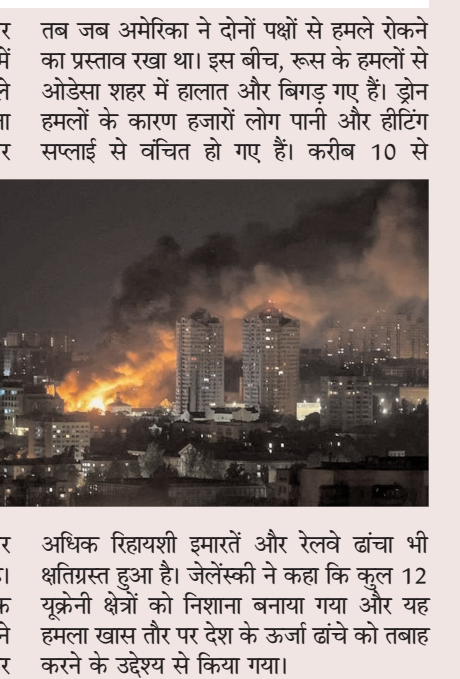 तब जब अमेरिका ने दोनों पक्षों से हमले रोकने
का प्रस्ताव रखा था। इस बीच, रूस के हमलों से
ओडेसा शहर में हालात और बिगड़ गए हैं। ड्रोन
हमलों के कारण हजारों लोग पानी और हीटिंग
सप्लाई से वंचित हो गए हैं। करीब 10 से
अधिक रिहायशी इमारतें और रेलवे ढांचा भी
क्षतिग्रस्त हुआ है। जेलेंस्की ने कहा कि कुल 12
यूक्रेनी क्षेत्रों को निशाना बनाया गया और यह
हमला खास तौर पर देश के ऊर्जा ढांचे को तबाह
करने के उद्देश्य से किया गया।